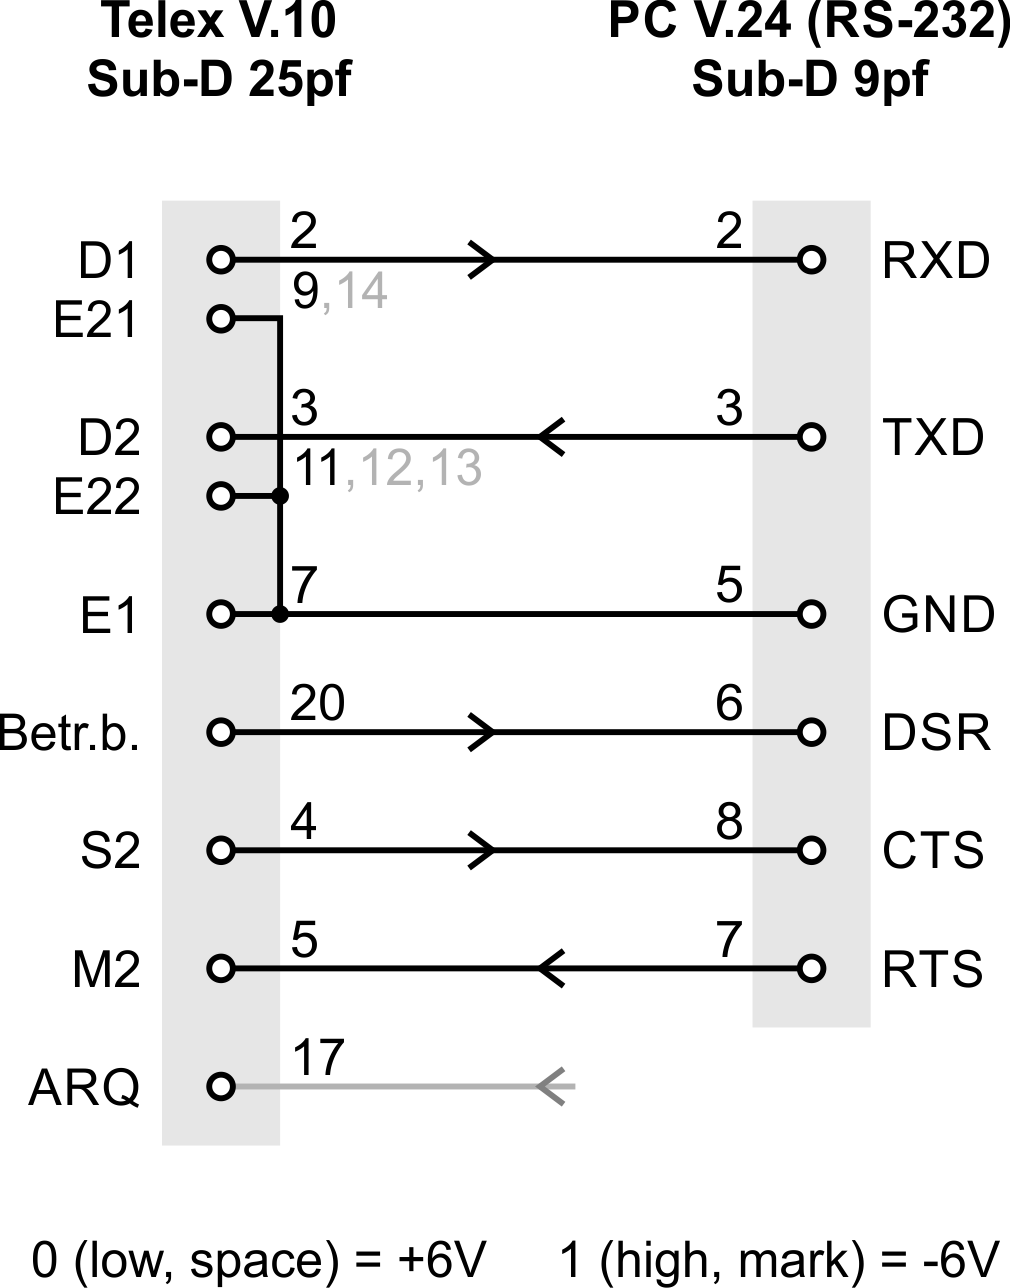 Telex V.10 PC V.24 (RS-232)
Sub-D 25pf Sub-D 9pf
D1 2 2 RXD
E21 9,14
D2 3 3 TXD
E22 11,12,13
E1 7 5 GND
Betr.b. 20 6 DSR
S2 4 8 CTS
M2 5 7 RTS
ARQ 17
0 (low, space) = +6V 1 (high, mark) = -6V